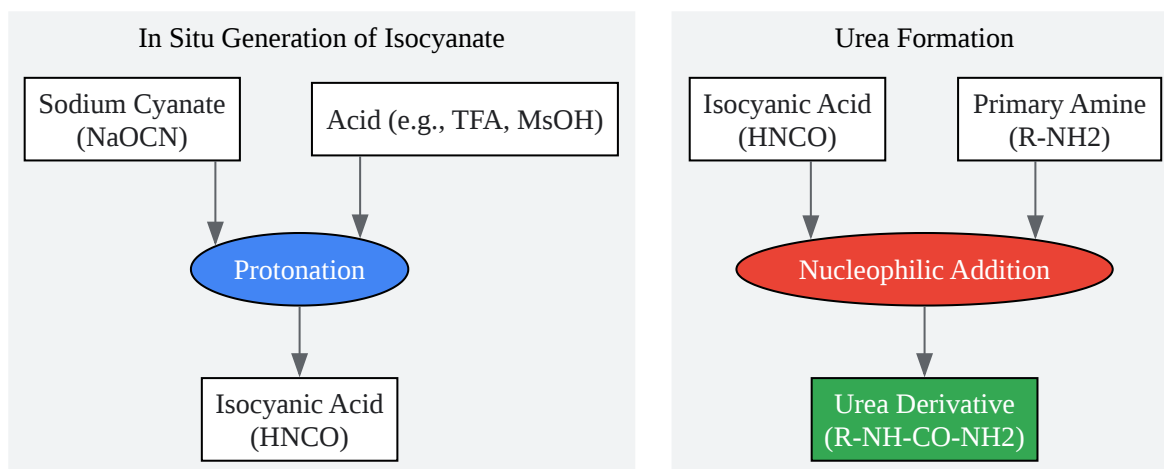 In Situ Generation of Isocyanate
Sodium Cyanate
(NaOCN)
Acid (e.g., TFA, MsOH)
Protonation
Isocyanic Acid
(HNCO)
Urea Formation
Isocyanic Acid
(HNCO)
Primary Amine
(R-NH2)
Nucleophilic Addition
Urea Derivative
(R-NH-CO-NH2)